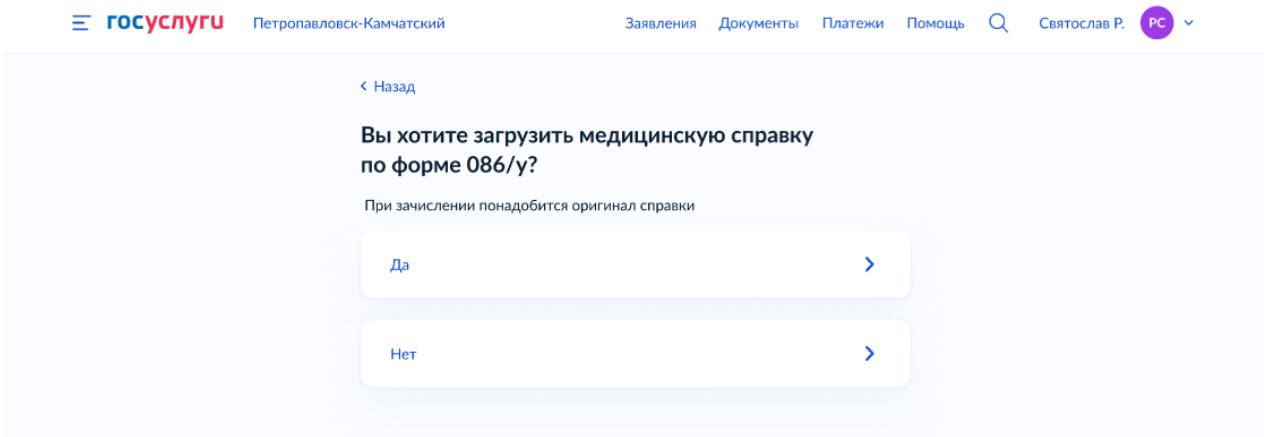 госуслуги Петропавловск-Камчатский Заявления Документы Платежи Помощь Святослав Р. РС
Назад
Вы хотите загрузить медицинскую справку
по форме 086/у?
При зачислении понадобится оригинал справки
Да
Нет